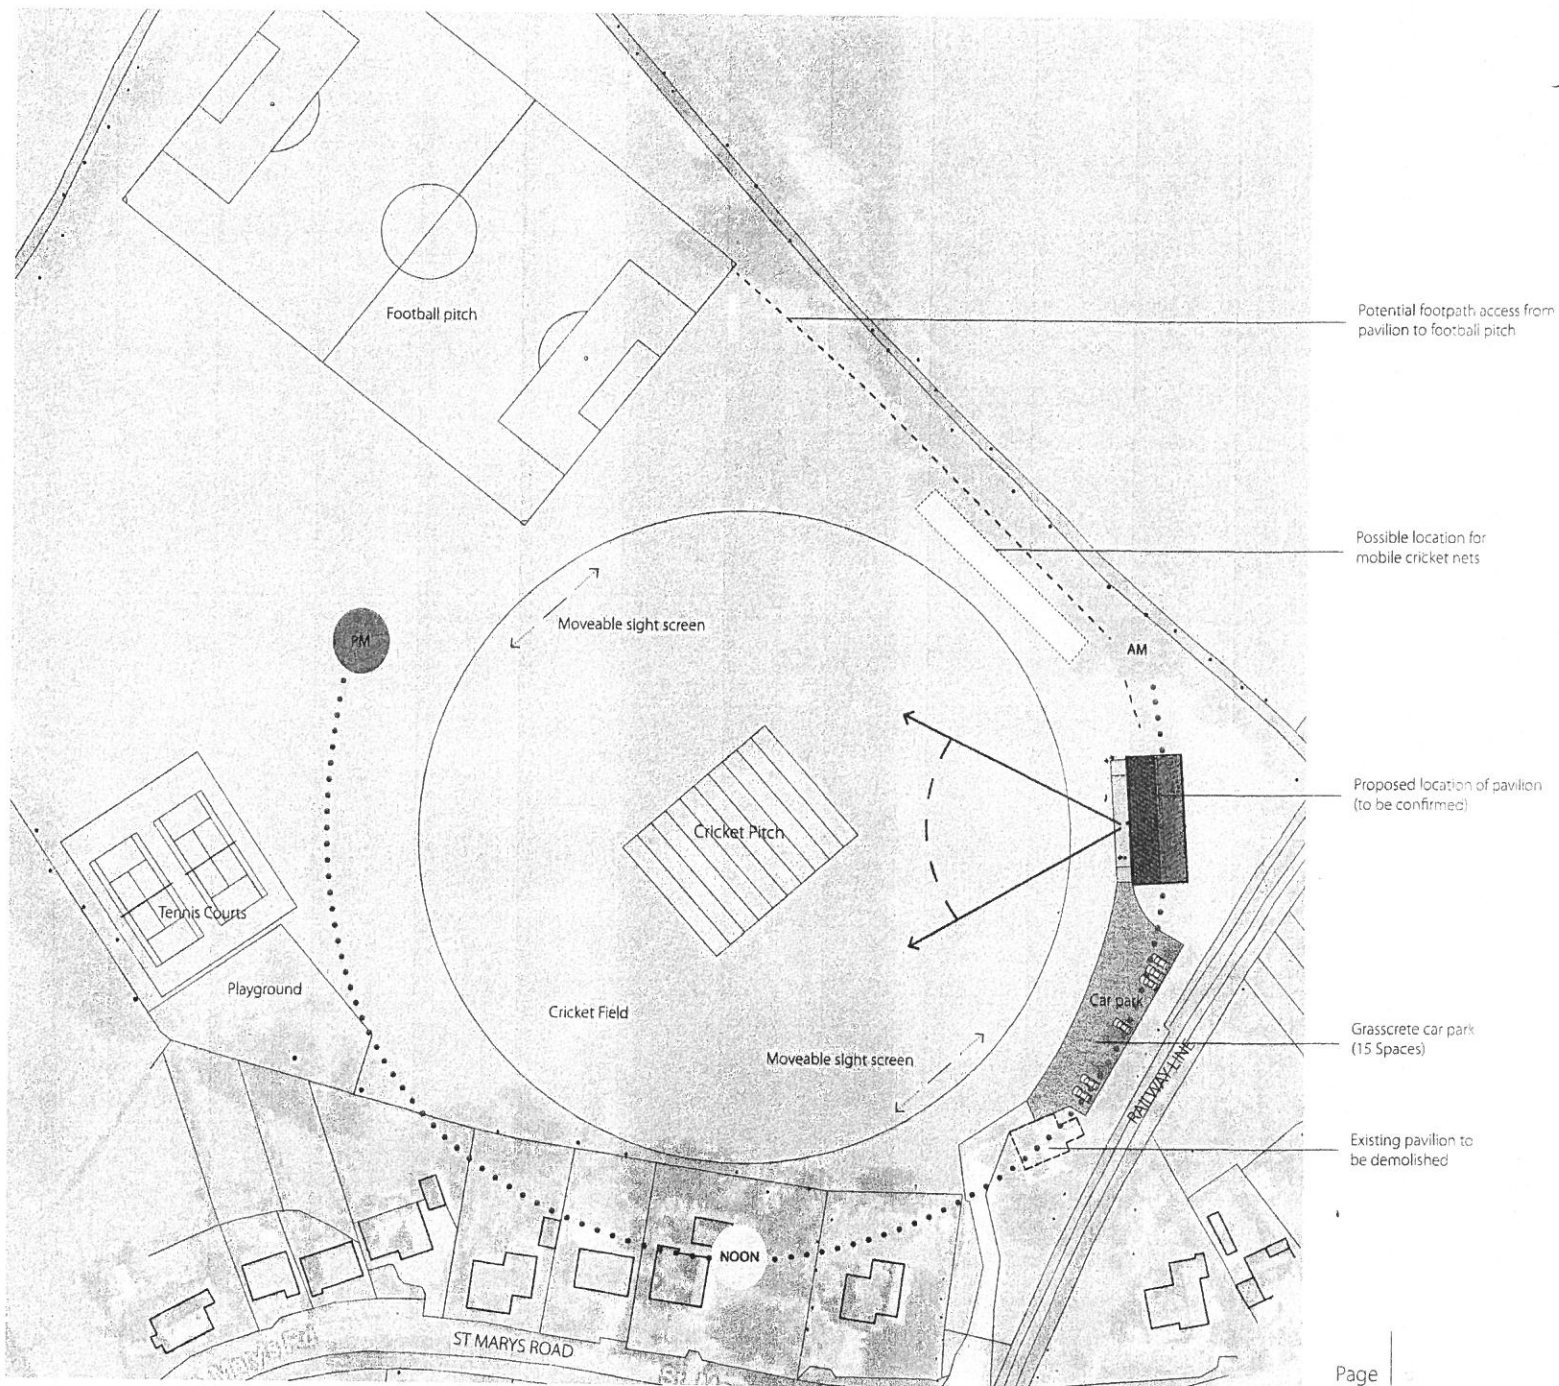 Football pitch
Potential footpath access from
pavilion to football pitch
Possible location for
mobile cricket nets
Moveable sight screen
PM
AM
Proposed location of pavilion
(to be confirmed)
Cricket Pitch
Tennis Courts
Playground
Cricket Field
Car park
Moveable sight screen
Grasscrete car park
(15 Spaces)
RAILWAY LINE
Existing pavilion to
be demolished
NOON
ST MARYS ROAD
Page